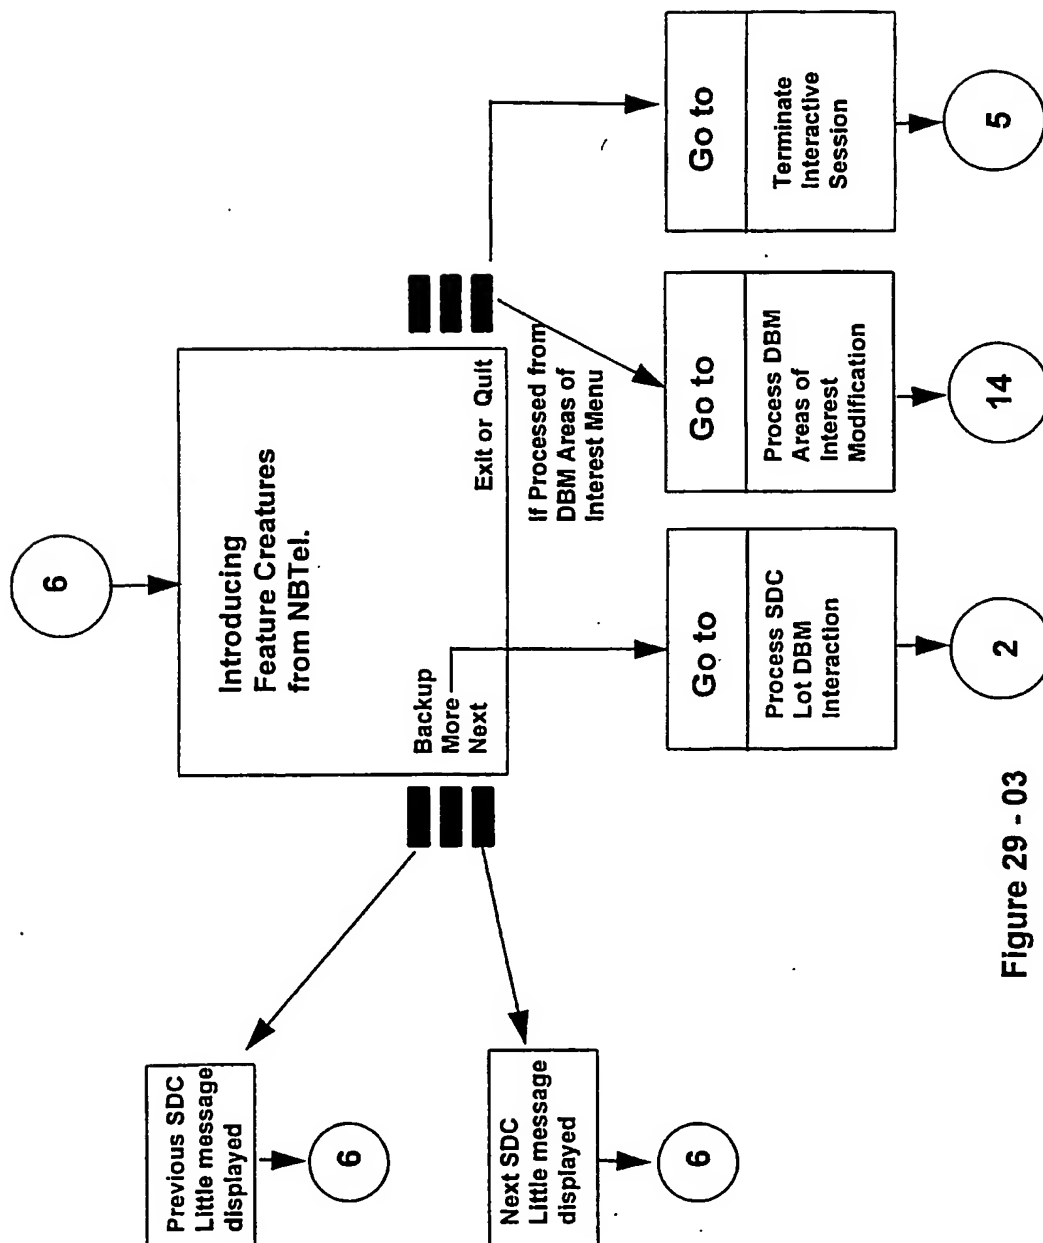 6
Introducing
Feature Creatures
from NBTel.
Backup
More
Next
Exit or Quit
Previous SDC
Little message
displayed
6
Next SDC
Little message
displayed
6
If Processed from
DBM Areas of
Interest Menu
Go to
Process SDC
Lot DBM
Interaction
2
Go to
Process DBM
Areas of
Interest
Modification
14
Go to
Terminate
Interactive
Session
5
Figure 29 - 03